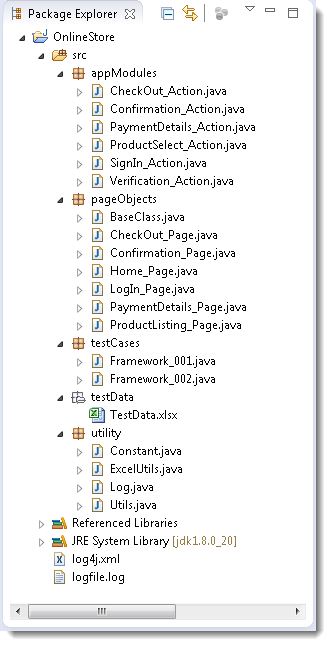 Package Explorer
OnlineStore
src
appModules
CheckOut_Action.java
Confirmation_Action.java
PaymentDetails_Action.java
ProductSelect_Action.java
SignIn_Action.java
Verification_Action.java
pageObjects
BaseClass.java
CheckOut_Page.java
Confirmation_Page.java
Home_Page.java
LogIn_Page.java
PaymentDetails_Page.java
ProductListing_Page.java
testCases
Framework_001.java
Framework_002.java
testData
TestData.xlsx
utility
Constant.java
ExcelUtils.java
Log.java
Utils.java
Referenced Libraries
JRE System Library [jdk1.8.0_20]
log4j.xml
logfile.log